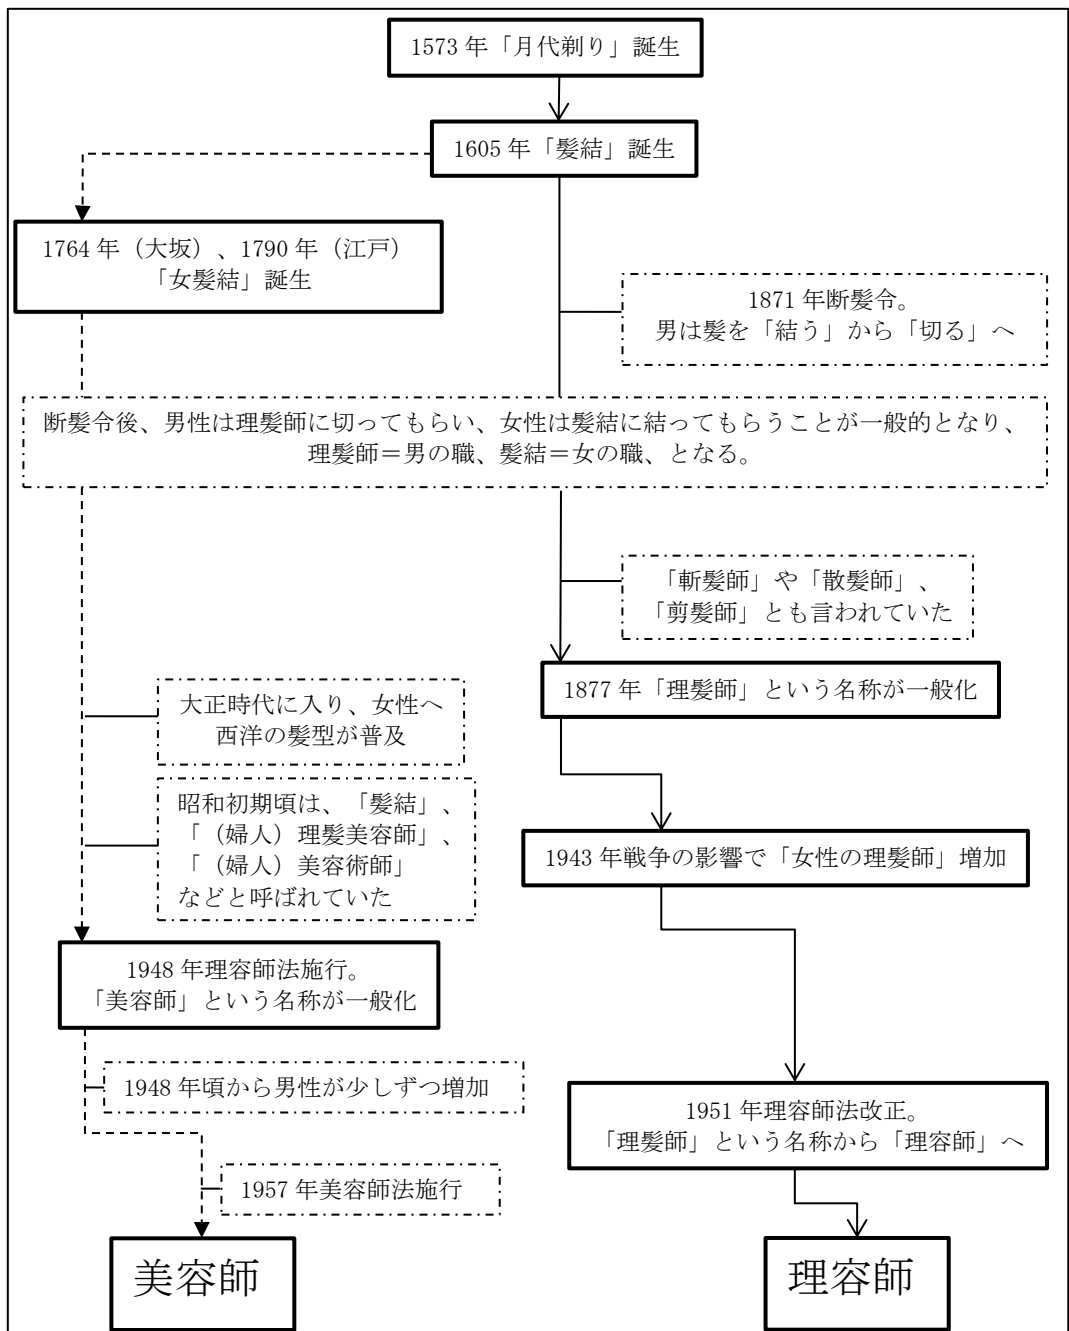 1573 年「月代剃り」誕生
1605 年「髪結」誕生
1764 年（大坂）、1790 年（江戸）
「女髪結」誕生
1871 年断髪令。
男は髪を「結う」から「切る」へ
断髪令後、男性は理髪師に切ってもらい、女性は髪結に結ってもらうことが一般的となり、
理髪師＝男の職、髪結＝女の職、となる。
「斬髪師」や「散髪師」、
「剪髪師」とも言われていた
1877 年「理髪師」という名称が一般化
大正時代に入り、女性へ
西洋の髪型が普及
昭和初期頃は、「髪結」、
「（婦人）理髪美容師」、
「（婦人）美容術師」
などと呼ばれていた
1943 年戦争の影響で「女性の理髪師」増加
1948 年理容師法施行。
「美容師」という名称が一般化
1948 年頃から男性が少しずつ増加
1951 年理容師法改正。
「理髪師」という名称から「理容師」へ
1957 年美容師法施行
美容師
理容師